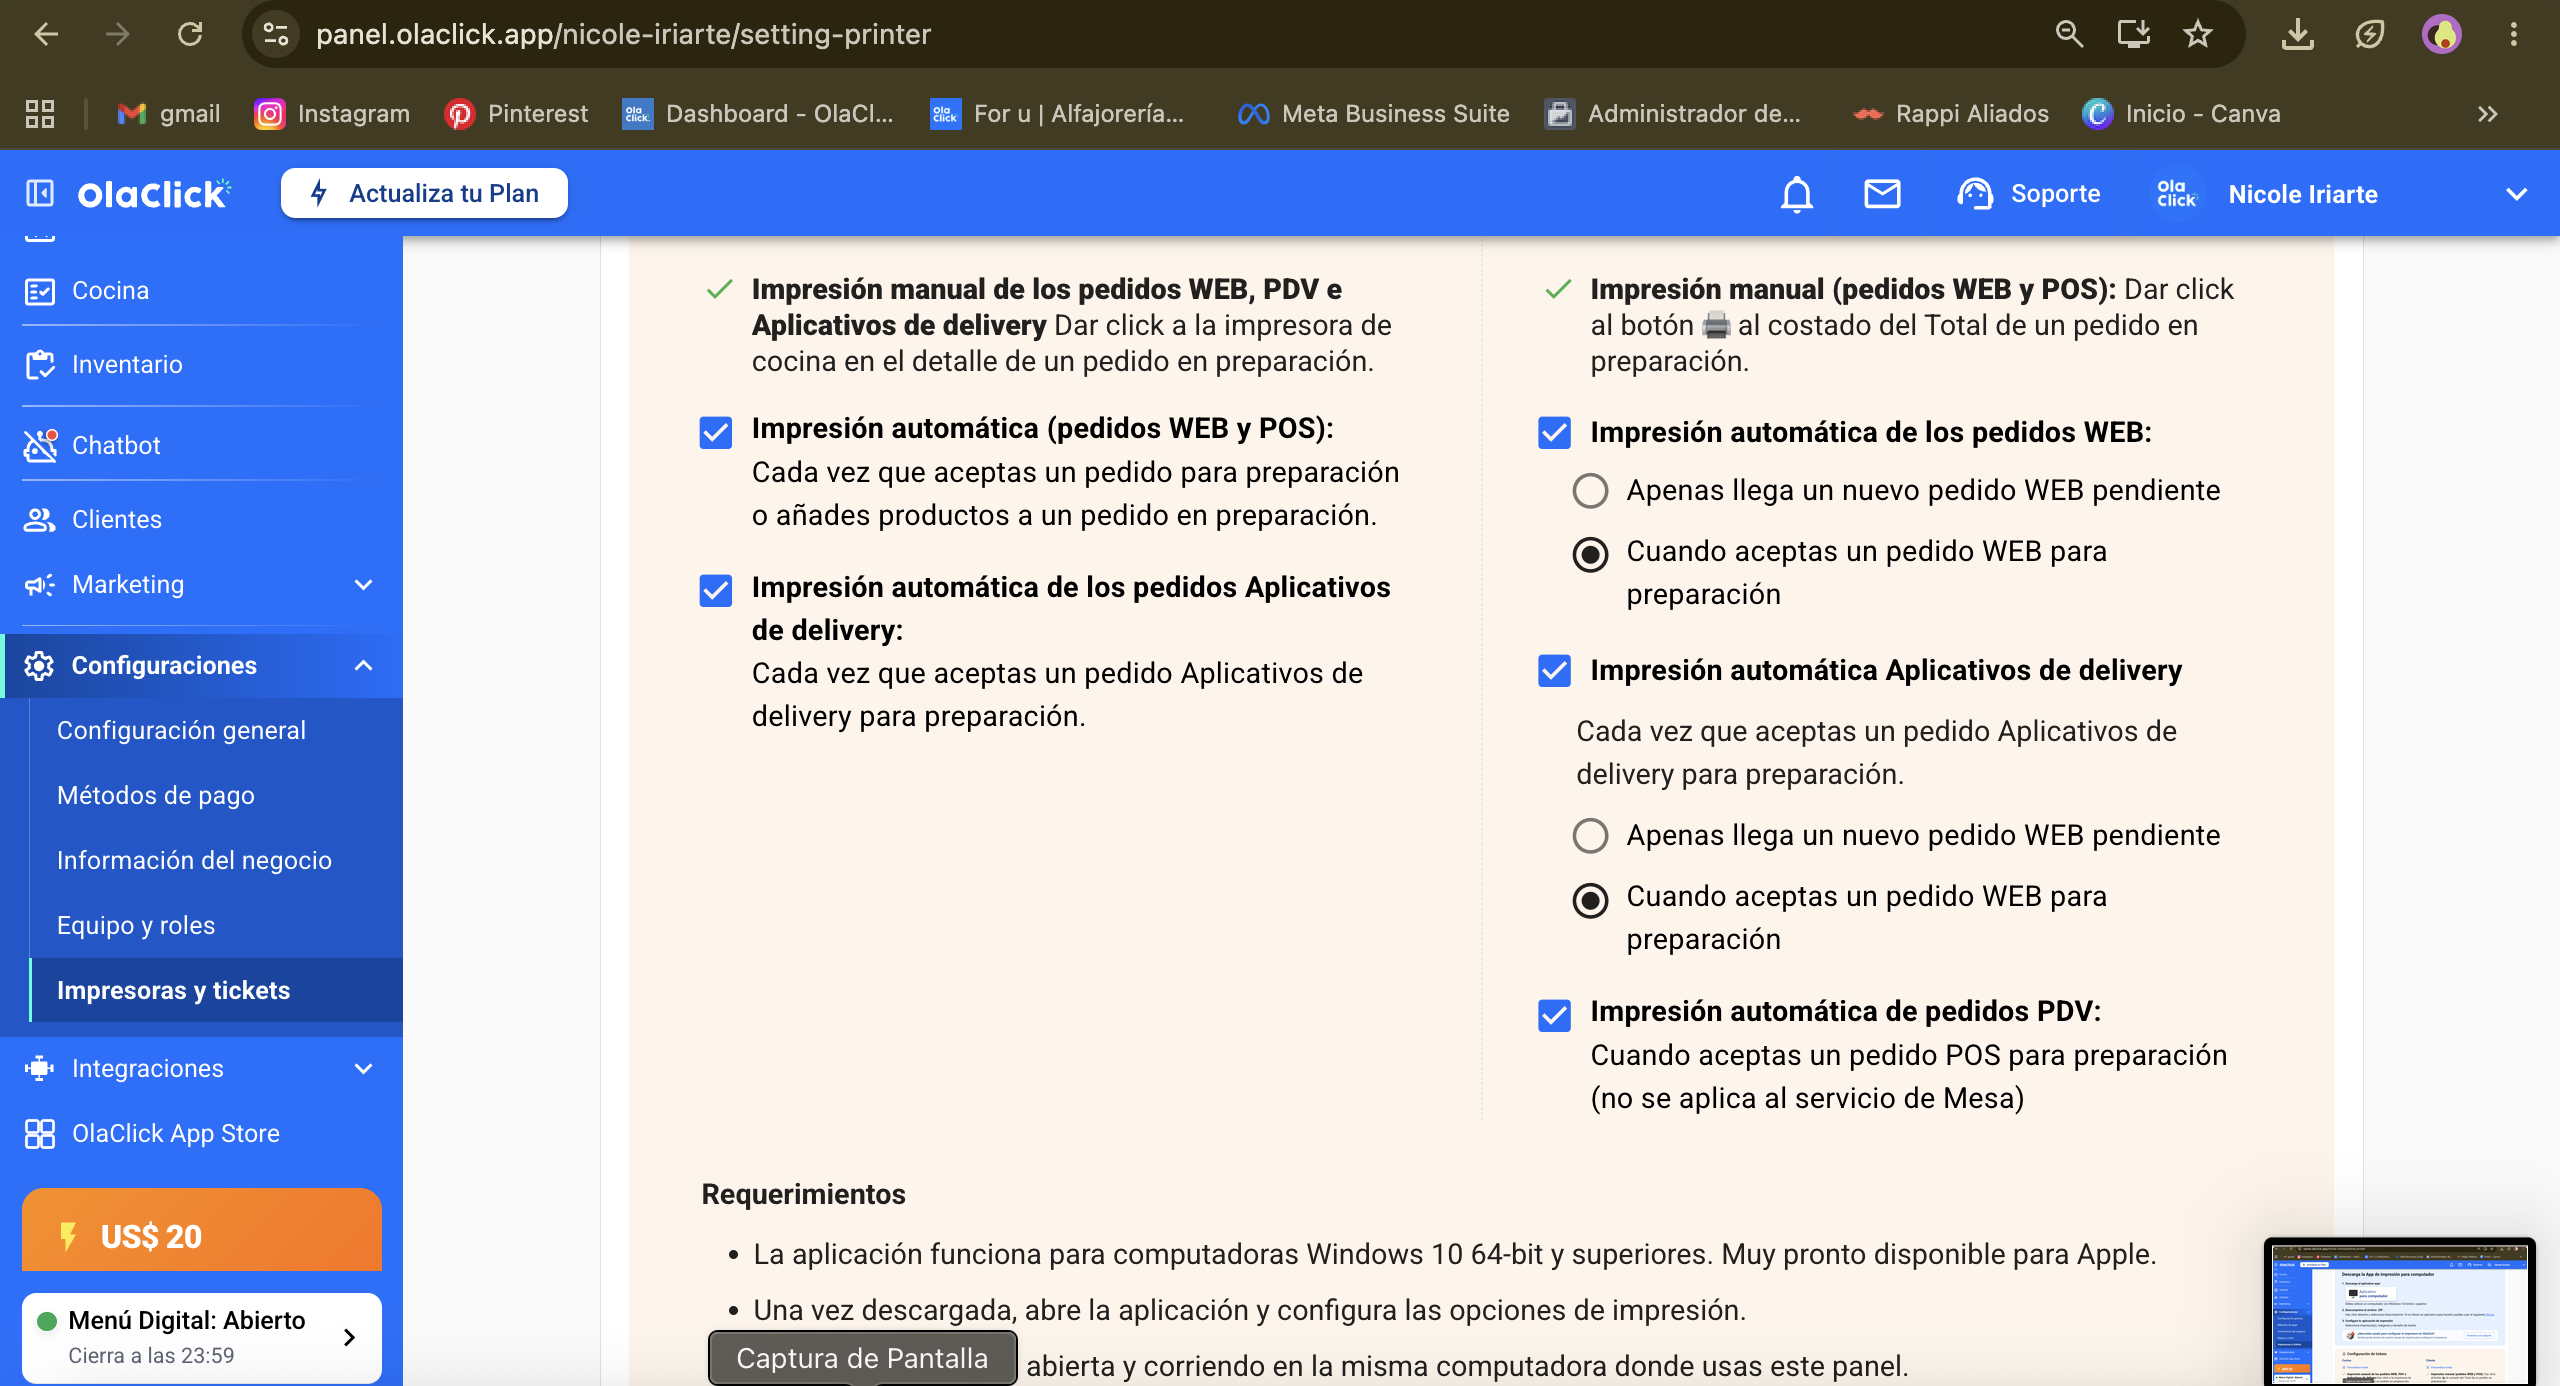 panel.olaclick.app/nicole-iriarte/setting-printer
gmail
Instagram
Pinterest
Dashboard - OlaCl...
For u | Alfajorería...
Meta Business Suite
Administrador de...
Rappi Aliados
Inicio - Canva
OlaClick
Actualiza tu Plan
Soporte
Ola Click
Nicole Iriarte
Cocina
Inventario
Chatbot
Clientes
Marketing
Configuraciones
Configuración general
Métodos de pago
Información del negocio
Equipo y roles
Impresoras y tickets
Integraciones
OlaClick App Store
US$ 20
Menú Digital: Abierto
Cierra a las 23:59
Impresión manual de los pedidos WEB, PDV e
Aplicativos de delivery Dar click a la impresora de
cocina en el detalle de un pedido en preparación.
Impresión automática (pedidos WEB y POS):
Cada vez que aceptas un pedido para preparación
o añades productos a un pedido en preparación.
Impresión automática de los pedidos Aplicativos
de delivery:
Cada vez que aceptas un pedido Aplicativos de
delivery para preparación.
Impresión manual (pedidos WEB y POS): Dar click
al botón 🖨 al costado del Total de un pedido en
preparación.
Impresión automática de los pedidos WEB:
Apenas llega un nuevo pedido WEB pendiente
Cuando aceptas un pedido WEB para
preparación
Impresión automática Aplicativos de delivery
Cada vez que aceptas un pedido Aplicativos de
delivery para preparación.
Apenas llega un nuevo pedido WEB pendiente
Cuando aceptas un pedido WEB para
preparación
Impresión automática de pedidos PDV:
Cuando aceptas un pedido POS para preparación
(no se aplica al servicio de Mesa)
Requerimientos
• La aplicación funciona para computadoras Windows 10 64-bit y superiores. Muy pronto disponible para Apple.
• Una vez descargada, abre la aplicación y configura las opciones de impresión.
Captura de Pantalla
abierta y corriendo en la misma computadora donde usas este panel.